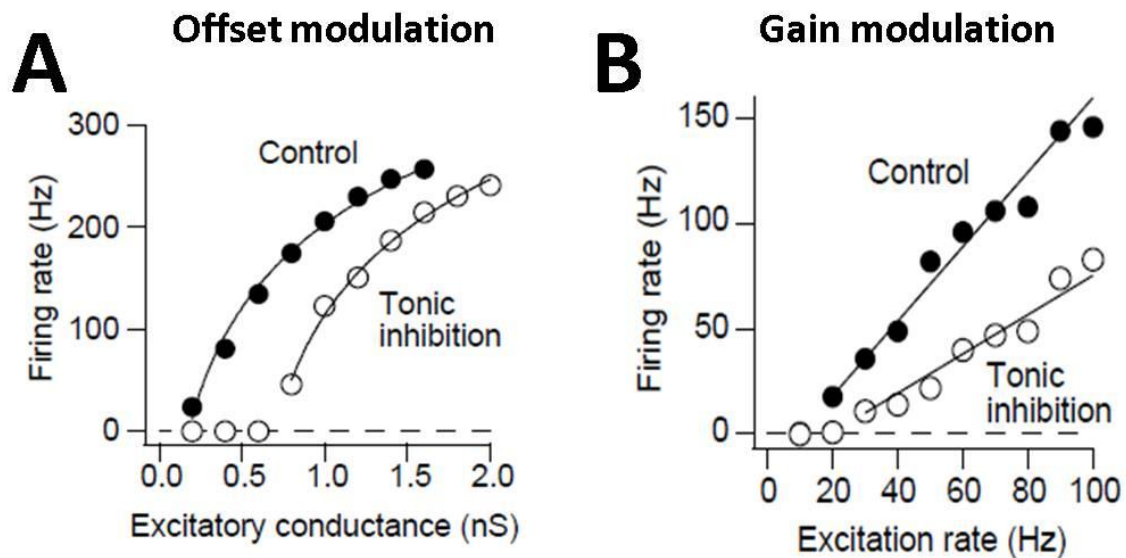 Offset modulation
A
300
200
100
0
Firing rate (Hz)
Control
Tonic
inhibition
0.0 0.5 1.0 1.5 2.0
Excitatory conductance (nS)
Gain modulation
B
150
100
50
0
Firing rate (Hz)
Control
Tonic
inhibition
0 20 40 60 80 100
Excitation rate (Hz)